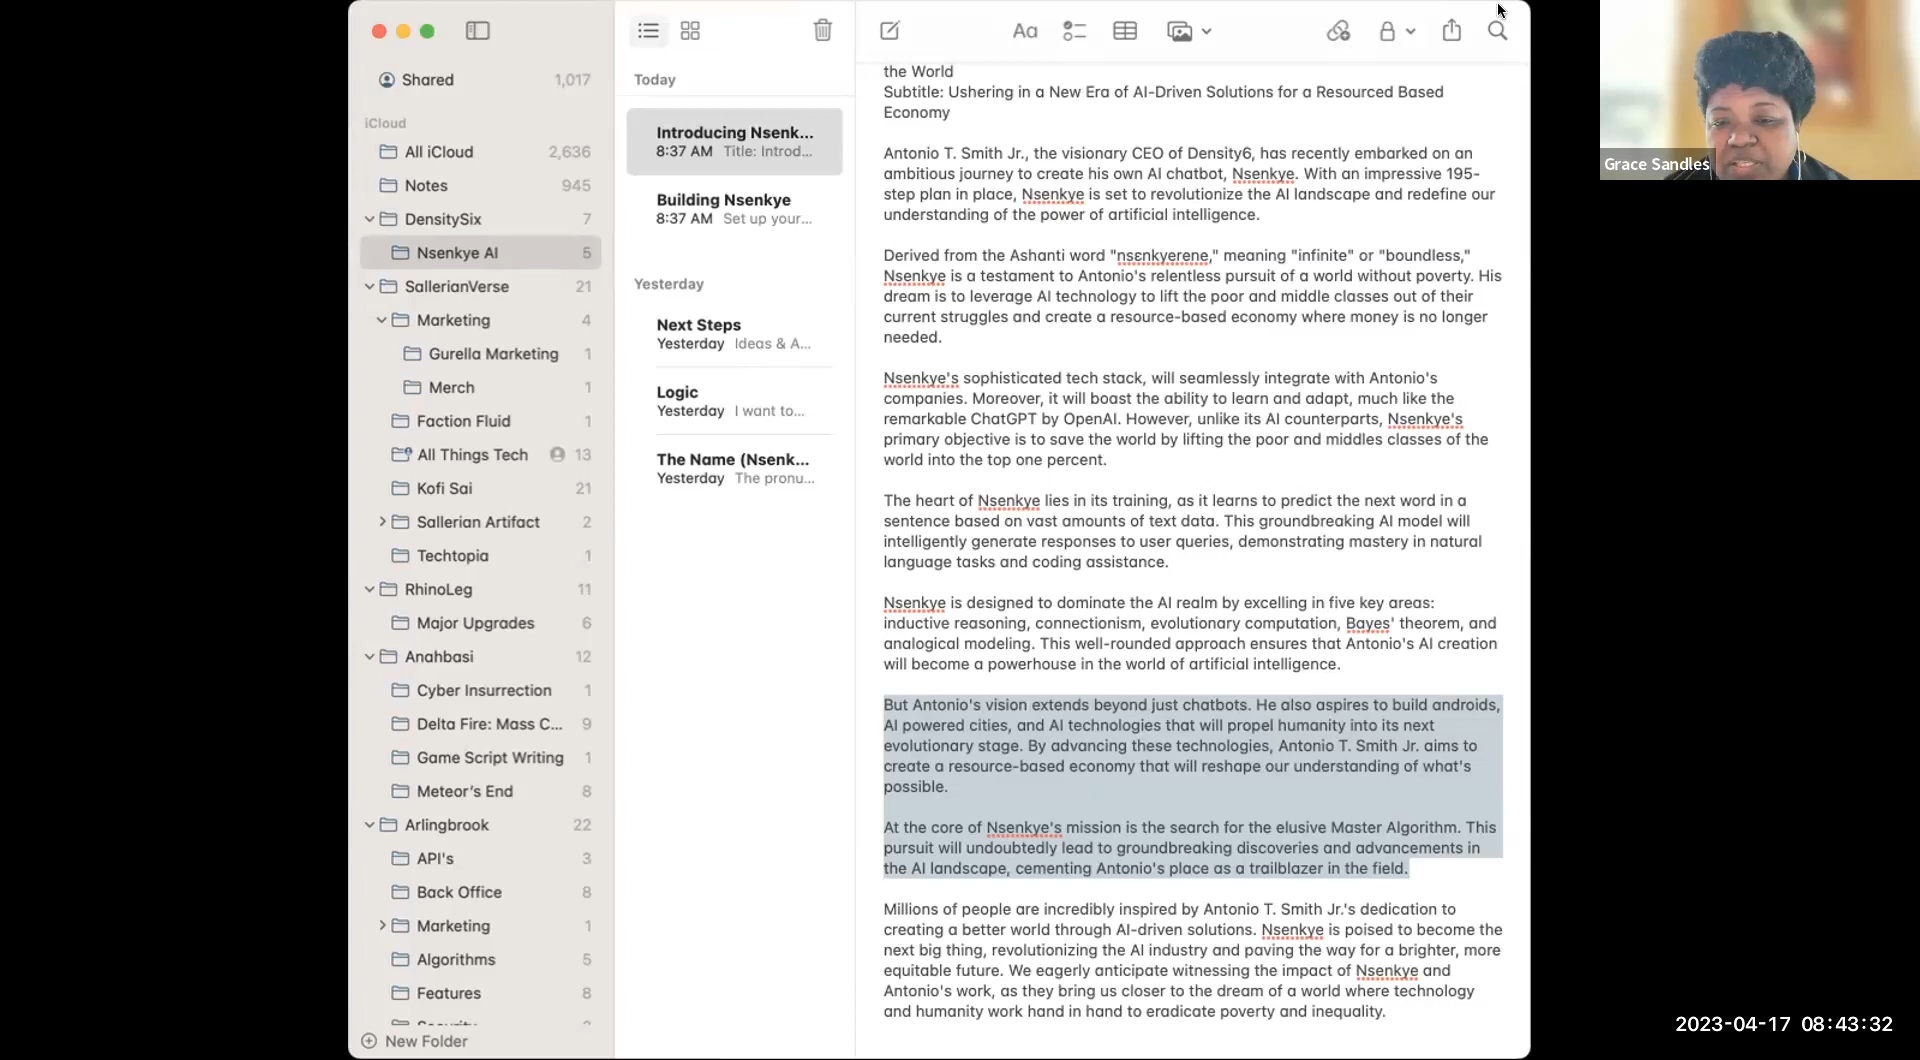 Shared 1,017
iCloud
All iCloud 2,636
Notes 945
DensitySix 7
Nsenkye AI 5
SallerianVerse 21
Marketing 4
Gurella Marketing 1
Merch 1
Faction Fluid 1
All Things Tech 13
Kofi Sai 21
Sallerian Artifact 2
Techtopia 1
RhinoLeg 11
Major Upgrades 6
Anahbasi 12
Cyber Insurrection 1
Delta Fire: Mass C... 9
Game Script Writing 1
Meteor's End 8
Arlingbrook 22
API's 3
Back Office 8
Marketing 1
Algorithms 5
Features 8
New Folder
Today
Introducing Nsenk...
8:37 AM Title: Introd...
Building Nsenkye
8:37 AM Set up your...
Yesterday
Next Steps
Yesterday Ideas & A...
Logic
Yesterday I want to...
The Name (Nsenk...
Yesterday The pronu...
Aa
the World
Subtitle: Ushering in a New Era of AI-Driven Solutions for a Resourced Based
Economy
Antonio T. Smith Jr., the visionary CEO of Density6, has recently embarked on an
ambitious journey to create his own AI chatbot, Nsenkye. With an impressive 195-
step plan in place, Nsenkye is set to revolutionize the AI landscape and redefine our
understanding of the power of artificial intelligence.
Derived from the Ashanti word "nsɛnkyerene," meaning "infinite" or "boundless,"
Nsenkye is a testament to Antonio's relentless pursuit of a world without poverty. His
dream is to leverage AI technology to lift the poor and middle classes out of their
current struggles and create a resource-based economy where money is no longer
needed.
Nsenkye's sophisticated tech stack, will seamlessly integrate with Antonio's
companies. Moreover, it will boast the ability to learn and adapt, much like the
remarkable ChatGPT by OpenAI. However, unlike its AI counterparts, Nsenkye's
primary objective is to save the world by lifting the poor and middles classes of the
world into the top one percent.
The heart of Nsenkye lies in its training, as it learns to predict the next word in a
sentence based on vast amounts of text data. This groundbreaking AI model will
intelligently generate responses to user queries, demonstrating mastery in natural
language tasks and coding assistance.
Nsenkye is designed to dominate the AI realm by excelling in five key areas:
inductive reasoning, connectionism, evolutionary computation, Bayes' theorem, and
analogical modeling. This well-rounded approach ensures that Antonio's AI creation
will become a powerhouse in the world of artificial intelligence.
But Antonio's vision extends beyond just chatbots. He also aspires to build androids,
AI powered cities, and AI technologies that will propel humanity into its next
evolutionary stage. By advancing these technologies, Antonio T. Smith Jr. aims to
create a resource-based economy that will reshape our understanding of what's
possible.
At the core of Nsenkye's mission is the search for the elusive Master Algorithm. This
pursuit will undoubtedly lead to groundbreaking discoveries and advancements in
the AI landscape, cementing Antonio's place as a trailblazer in the field.
Millions of people are incredibly inspired by Antonio T. Smith Jr.'s dedication to
creating a better world through AI-driven solutions. Nsenkye is poised to become the
next big thing, revolutionizing the AI industry and paving the way for a brighter, more
equitable future. We eagerly anticipate witnessing the impact of Nsenkye and
Antonio's work, as they bring us closer to the dream of a world where technology
and humanity work hand in hand to eradicate poverty and inequality.
Grace Sandles
2023-04-17 08:43:32